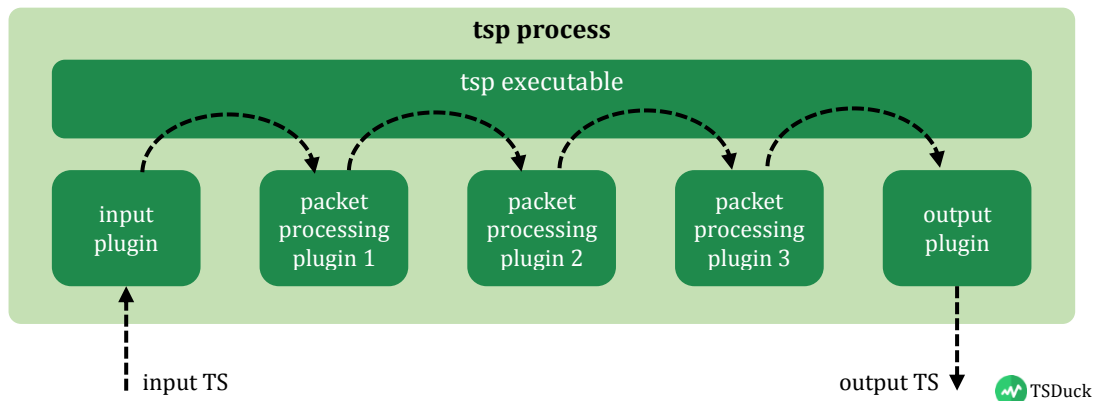 tsp process
tsp executable
input
plugin
packet
processing
plugin 1
packet
processing
plugin 2
packet
processing
plugin 3
output
plugin
input TS
output TS
TSDuck